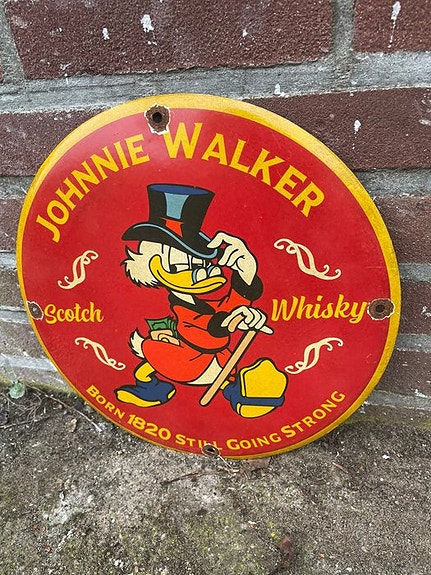 JOHNNIE WALKER
Scotch Whisky
BORN 1820 STILL GOING STRONG